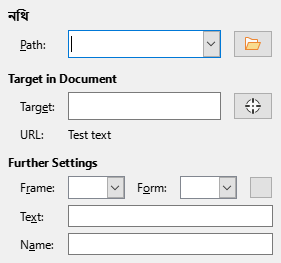 নথি
Path:
Target in Document
Target:
URL: Test text
Further Settings
Frame: Form:
Text:
Name: